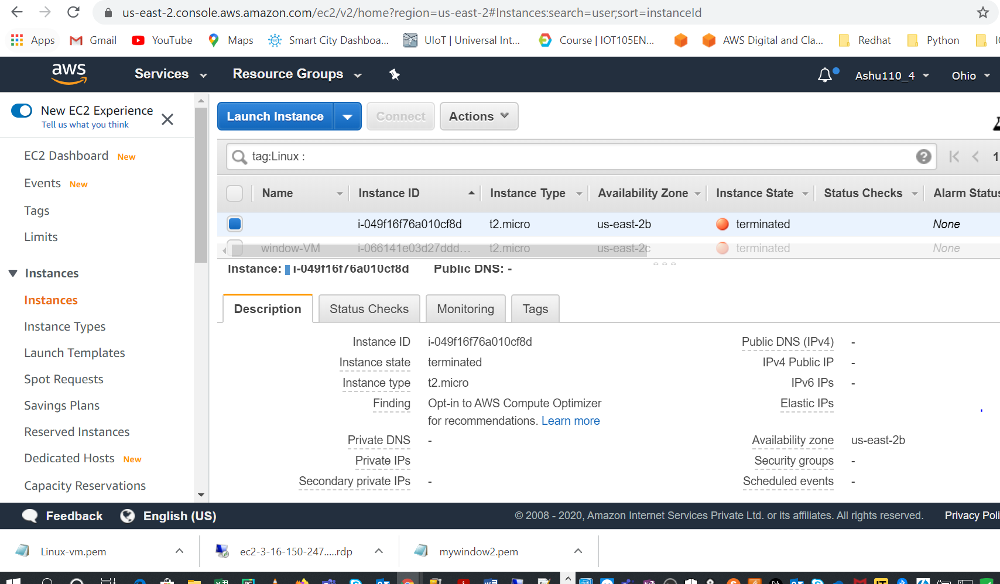 us-east-2.console.aws.amazon.com/ec2/v2/home?region=us-east-2#Instances:search=user;sort=instanceId
Apps Gmail YouTube Maps Smart City Dashboa... UIoT | Universal Int... Course | IOT105EN... AWS Digital and Cla... Redhat Python
aws Services Resource Groups Ashu110_4 Ohio
New EC2 Experience
Tell us what you think
EC2 Dashboard New
Events New
Tags
Limits
Instances
Instances
Instance Types
Launch Templates
Spot Requests
Savings Plans
Reserved Instances
Dedicated Hosts New
Capacity Reservations
Launch Instance Connect Actions
tag:Linux : 1
Name Instance ID Instance Type Availability Zone Instance State Status Checks Alarm Status
i-049f16f76a010cf8d t2.micro us-east-2b terminated None
window-VM i-066141e03d27ddd... t2.micro us-east-2c terminated None
Instance: i-049f16f76a010cf8d Public DNS: -
Description Status Checks Monitoring Tags
Instance ID i-049f16f76a010cf8d Public DNS (IPv4) -
Instance state terminated IPv4 Public IP -
Instance type t2.micro IPv6 IPs -
Finding Opt-in to AWS Compute Optimizer Elastic IPs
for recommendations. Learn more
Private DNS - Availability zone us-east-2b
Private IPs Security groups -
Secondary private IPs - Scheduled events -
Feedback English (US) © 2008 - 2020, Amazon Internet Services Private Ltd. or its affiliates. All rights reserved. Privacy Poli
Linux-vm.pem ec2-3-16-150-247.....rdp mywindow2.pem